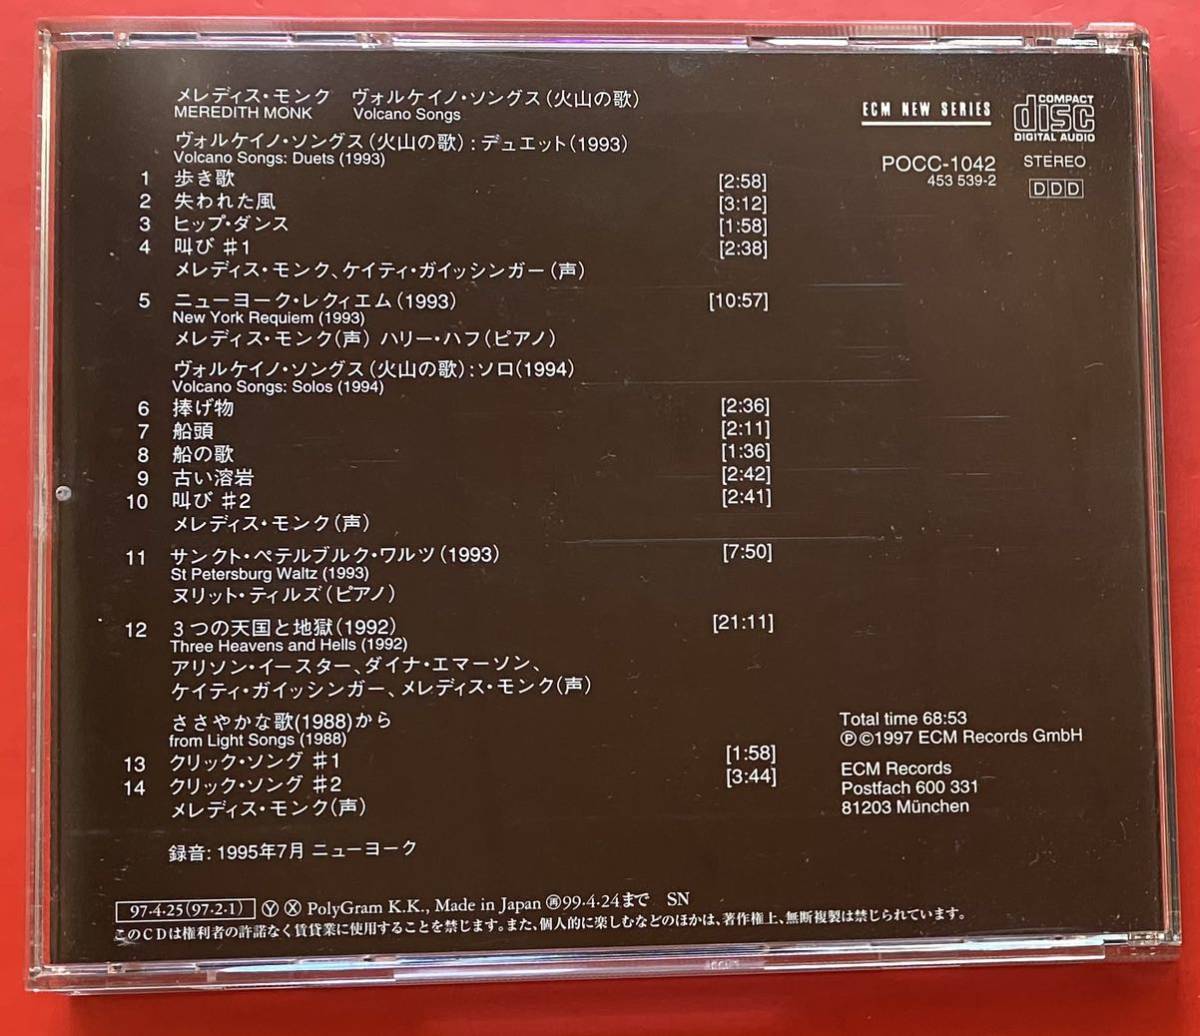 メレディス・モンク ヴォルケイノ・ソングス(火山の歌)
MEREDITH MONK Volcano Songs
ヴォルケイノ・ソングス(火山の歌):デュエット(1993)
Volcano Songs: Duets (1993)
1 歩き歌 [2:58]
2 失われた風 [3:12]
3 ヒップ・ダンス [1:58]
4 叫び ♯1 [2:38]
メレディス・モンク、ケイティ・ガイッシンガー(声)
5 ニューヨーク・レクィエム(1993) [10:57]
New York Requiem (1993)
メレディス・モンク(声) ハリー・ハフ(ピアノ)
ヴォルケイノ・ソングス(火山の歌):ソロ(1994)
Volcano Songs: Solos (1994)
6 捧げ物 [2:36]
7 船頭 [2:11]
8 船の歌 [1:36]
9 古い溶岩 [2:42]
10 叫び ♯2 [2:41]
メレディス・モンク(声)
11 サンクト・ペテルブルク・ワルツ(1993) [7:50]
St Petersburg Waltz (1993)
ヌリット・ティルズ(ピアノ)
12 3つの天国と地獄(1992) [21:11]
Three Heavens and Hells (1992)
アリソン・イースター、ダイナ・エマーソン、
ケイティ・ガイッシンガー、メレディス・モンク(声)
ささやかな歌(1988)から
from Light Songs (1988)
13 クリック・ソング ♯1 [1:58]
14 クリック・ソング ♯2 [3:44]
メレディス・モンク(声)
録音: 1995年7月 ニューヨーク
ECM NEW SERIES
COMPACT
disc
DIGITAL AUDIO
POCC-1042
453 539-2
STEREO
DDD
Total time 68:53
℗©1997 ECM Records GmbH
ECM Records
Postfach 600 331
81203 München
97・4・25(97・2・1) Ⓨ Ⓧ PolyGram K.K., Made in Japan ㊞99・4・24まで SN
このCDは権利者の許諾なく賃貸業に使用することを禁じます。また、個人的に楽しむなどのほかは、著作権上、無断複製は禁じられています。